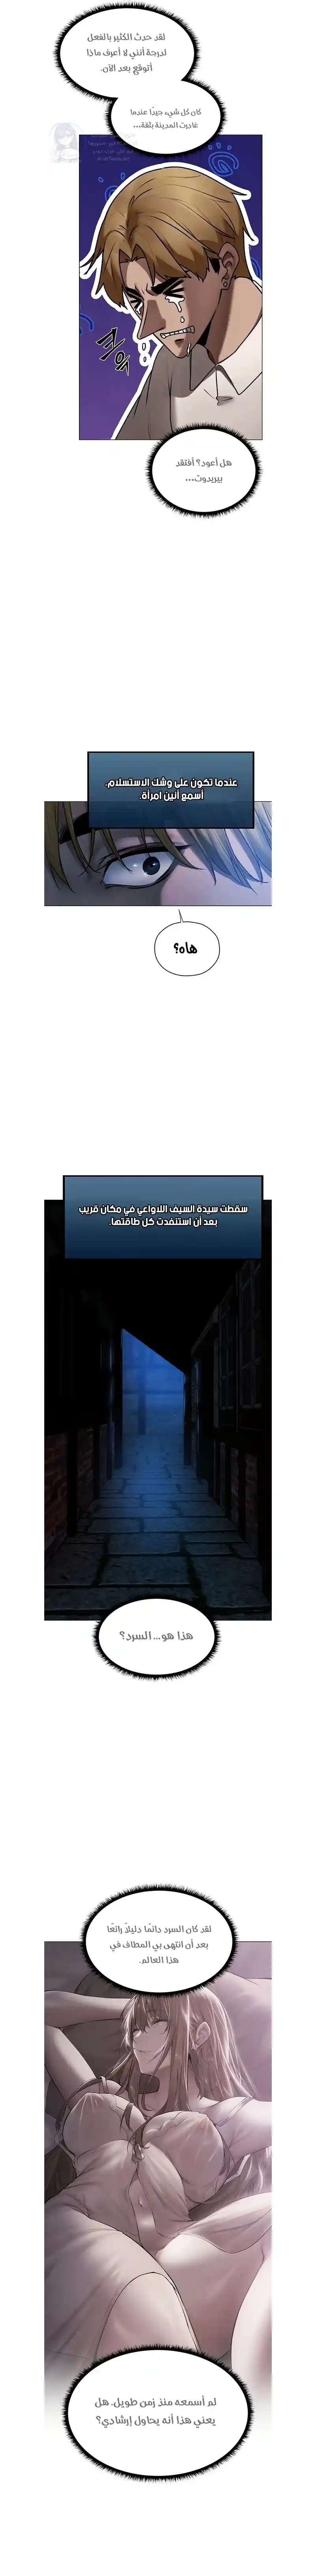 لقد حدث الكثير بالفعل
لدرجة أنني لا أعرف ماذا
أتوقع بعد الآن.
كان كل شيء جيدًا عندما
غادرت المدينة بثقة...
هل أعود؟ أفتقد
بيريدوت...
عندما تكون على وشك الاستسلام،
أسمع أنين امرأة.
هاه؟
سقطت سيدة السيف اللاواعي في مكان قريب
بعد أن استنفدت كل طاقتها.
هذا هو... السرد؟
لقد كان السرد دائمًا دليلاً رائعًا
بعد أن انتهى بي المطاف في
هذا العالم.
لم أسمعه منذ زمن طويل. هل
يعني هذا أنه يحاول إرشادي؟